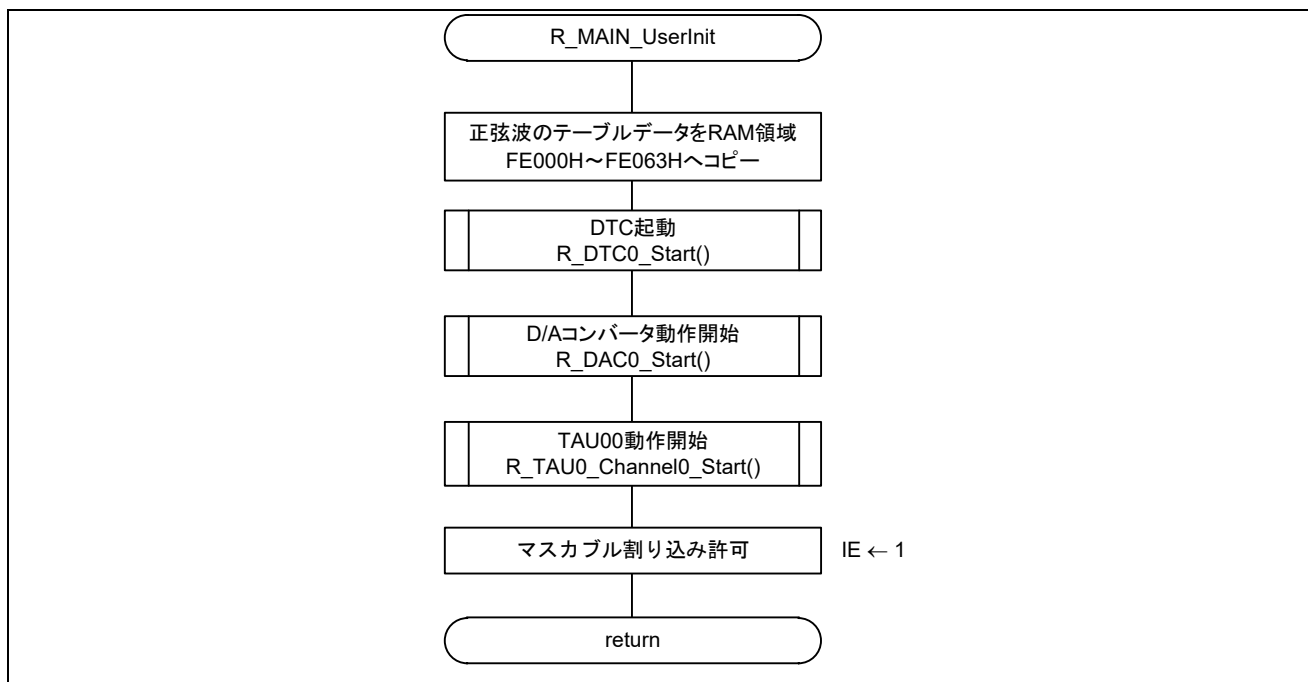 R_MAIN_UserInit
正弦波のテーブルデータをRAM領域
FE000H～FE063Hへコピー
DTC起動
R_DTC0_Start()
D/Aコンバータ動作開始
R_DAC0_Start()
TAU00動作開始
R_TAU0_Channel0_Start()
マスカブル割り込み許可
IE ← 1
return